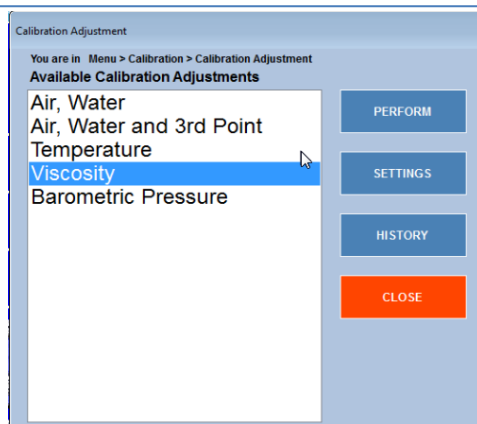 Calibration Adjustment
You are in Menu > Calibration > Calibration Adjustment
Available Calibration Adjustments
Air, Water
Air, Water and 3rd Point
Temperature
Viscosity
Barometric Pressure
PERFORM
SETTINGS
HISTORY
CLOSE